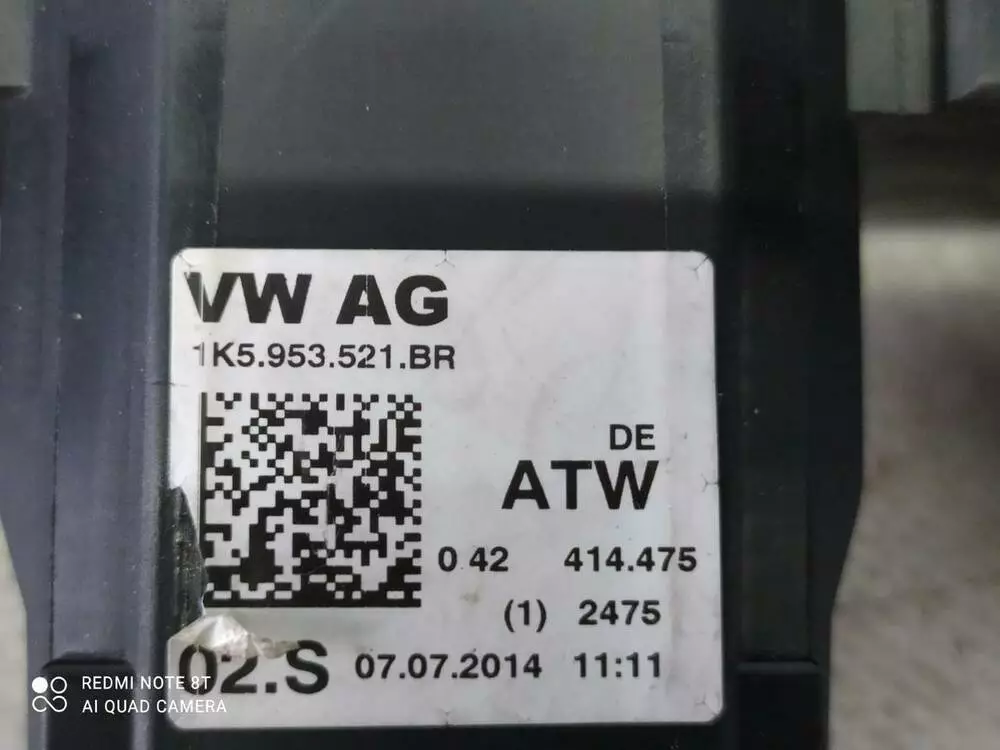 VW AG
1K5.953.521.BR
DE
ATW
0 42 414.475
(1) 2475
02.S 07.07.2014 11:11
REDMI NOTE 8T
AI QUAD CAMERA